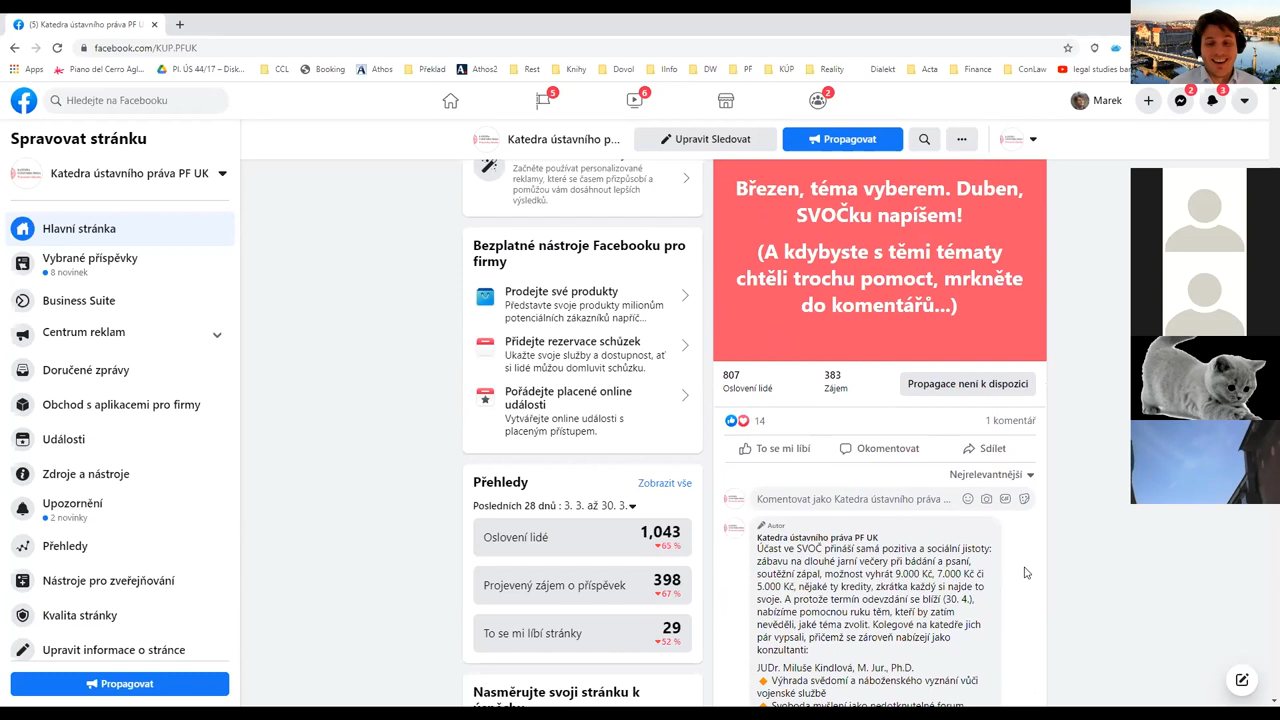 (5) Katedra ústavního práva PF U
facebook.com/KUP.PFUK
Apps
Piano del Cerro Agl...
Pl. ÚS 44/17 – Disk...
CCL
Booking
Athos
Překlad
Athos2
Rest
Knihy
Dovol
IInfo
DW
PF
KÚP
Reality
Dialekt
Acta
Finance
ConLaw
legal studies bar
Hledejte na Facebooku
5
6
2
Marek
2
3
Spravovat stránku
Katedra ústavního práva PF UK
Hlavní stránka
Vybrané příspěvky
8 novinek
Business Suite
Centrum reklam
Doručené zprávy
Obchod s aplikacemi pro firmy
Události
Zdroje a nástroje
Upozornění
2 novinky
Přehledy
Nástroje pro zveřejňování
Kvalita stránky
Upravit informace o stránce
Propagovat
Katedra ústavního p...
Upravit Sledovat
Propagovat
Začněte používat personalizované
reklamy, které se časem přizpůsobí a
pomůžou vám dosáhnout lepších
výsledků.
Bezplatné nástroje Facebooku pro
firmy
Prodejte své produkty
Představte svoje produkty milionům
potenciálních zákazníků napříč...
Přidejte rezervace schůzek
Ukažte svoje služby a dostupnost, ať
si lidé můžou domluvit schůzku.
Pořádejte placené online
události
Vytvářejte online události s
placeným přístupem.
Přehledy
Zobrazit vše
Posledních 28 dnů : 3. 3. až 30. 3.
Oslovení lidé
1,043
65 %
Projevený zájem o příspěvek
398
67 %
To se mi líbí stránky
29
52 %
Nasměrujte svoji stránku k
Březen, téma vyberem. Duben,
SVOČku napíšem!
(A kdybyste s těmi tématy
chtěli trochu pomoct, mrkněte
do komentářů...)
807
Oslovení lidé
383
Zájem
Propagace není k dispozici
14
1 komentář
To se mi líbí
Okomentovat
Sdílet
Nejrelevantnější
Komentovat jako Katedra ústavního práva ...
Autor
Katedra ústavního práva PF UK
Účast ve SVOČ přináší samá pozitiva a sociální jistoty:
zábavu na dlouhé jarní večery při bádání a psaní,
soutěžní zápal, možnost vyhrát 9.000 Kč, 7.000 Kč či
5.000 Kč, nějaké ty kredity, zkrátka každý si najde to
svoje. A protože termín odevzdání se blíží (30. 4.),
nabízíme pomocnou ruku těm, kteří by zatím
nevěděli, jaké téma zvolit. Kolegové na katedře jich
pár vypsali, přičemž se zároveň nabízejí jako
konzultanti:
JUDr. Miluše Kindlová, M. Jur., Ph.D.
Výhrada svědomí a náboženského vyznání vůči
vojenské službě
Svoboda myšlení jako nedotknutelné forum